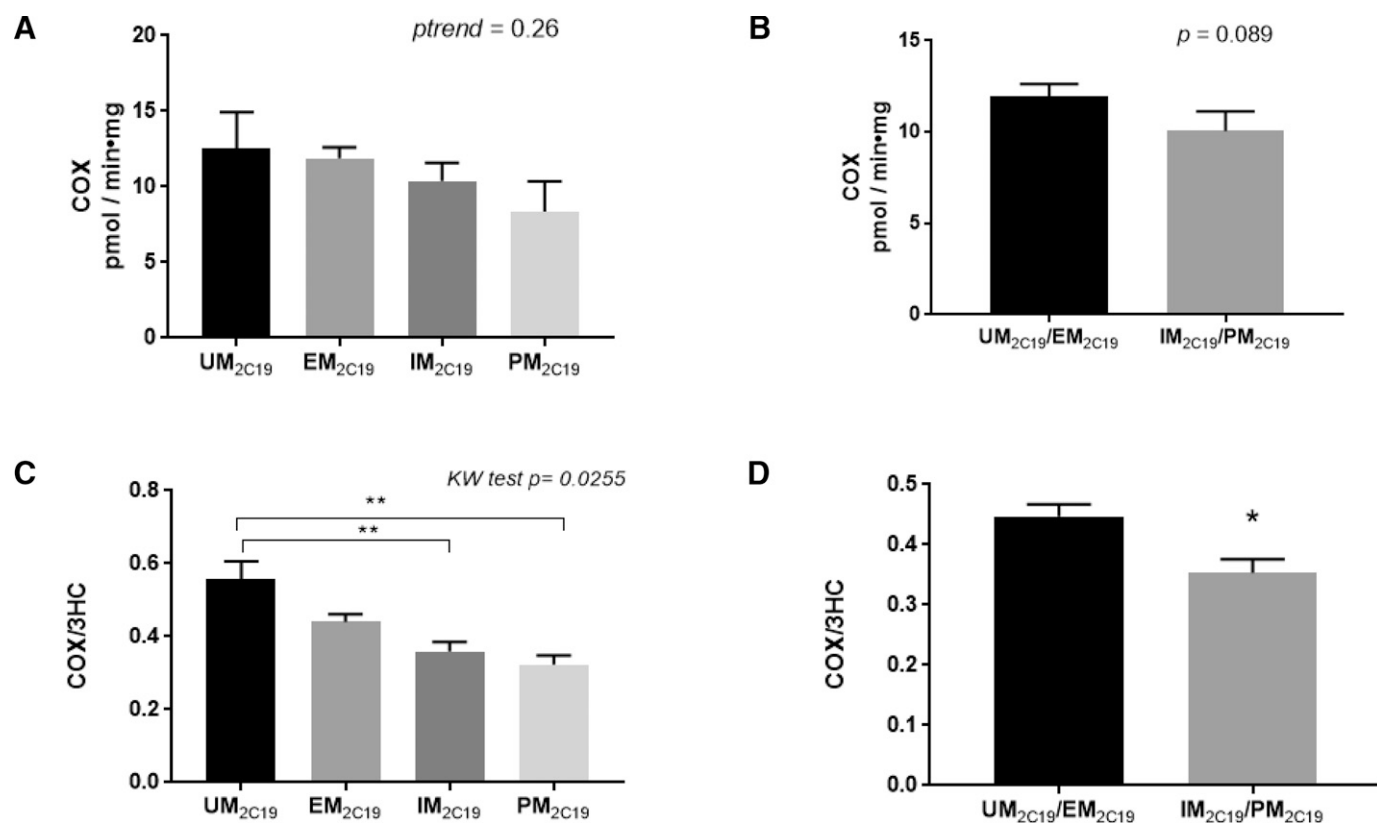 A
ptrend = 0.26
COX
pmol / min•mg
20
15
10
5
0
UM2C19 EM2C19 IM2C19 PM2C19
B
p = 0.089
COX
pmol / min•mg
15
10
5
0
UM2C19/EM2C19 IM2C19/PM2C19
C
KW test p= 0.0255
COX/3HC
0.8
0.6
0.4
0.2
0.0
**
**
UM2C19 EM2C19 IM2C19 PM2C19
D
COX/3HC
0.5
0.4
0.3
0.2
0.1
0.0
*
UM2C19/EM2C19 IM2C19/PM2C19